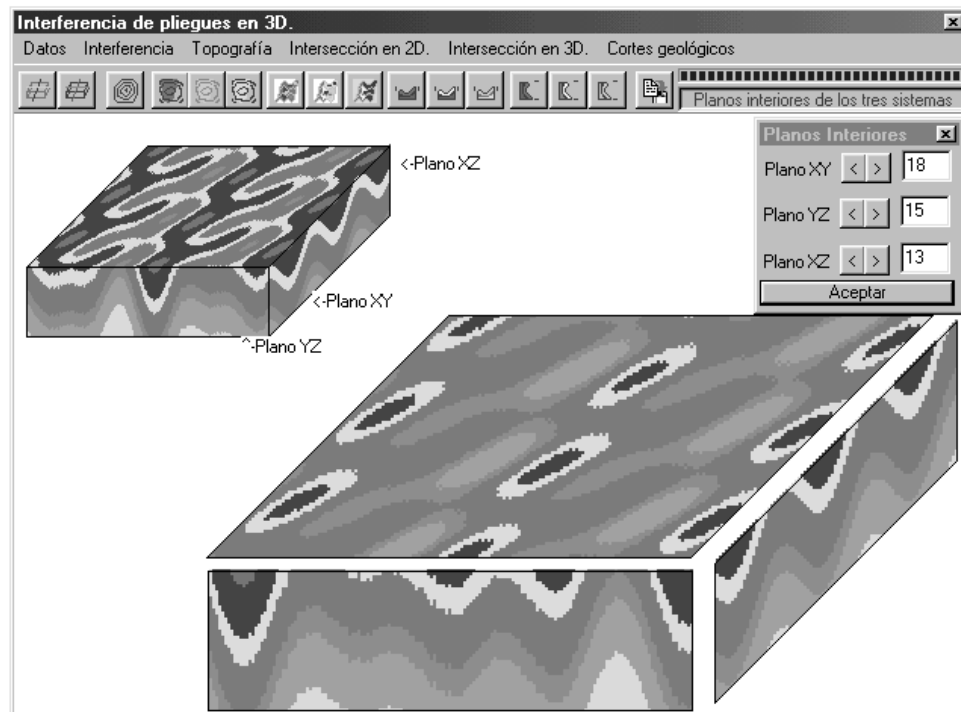 Interferencia de pliegues en 3D.
Datos Interferencia Topografía Intersección en 2D. Intersección en 3D. Cortes geológicos
Planos interiores de los tres sistemas
Planos Interiores
Plano XY < > 18
Plano YZ < > 15
Plano XZ < > 13
Aceptar
<-Plano XZ
<-Plano XY
^-Plano YZ